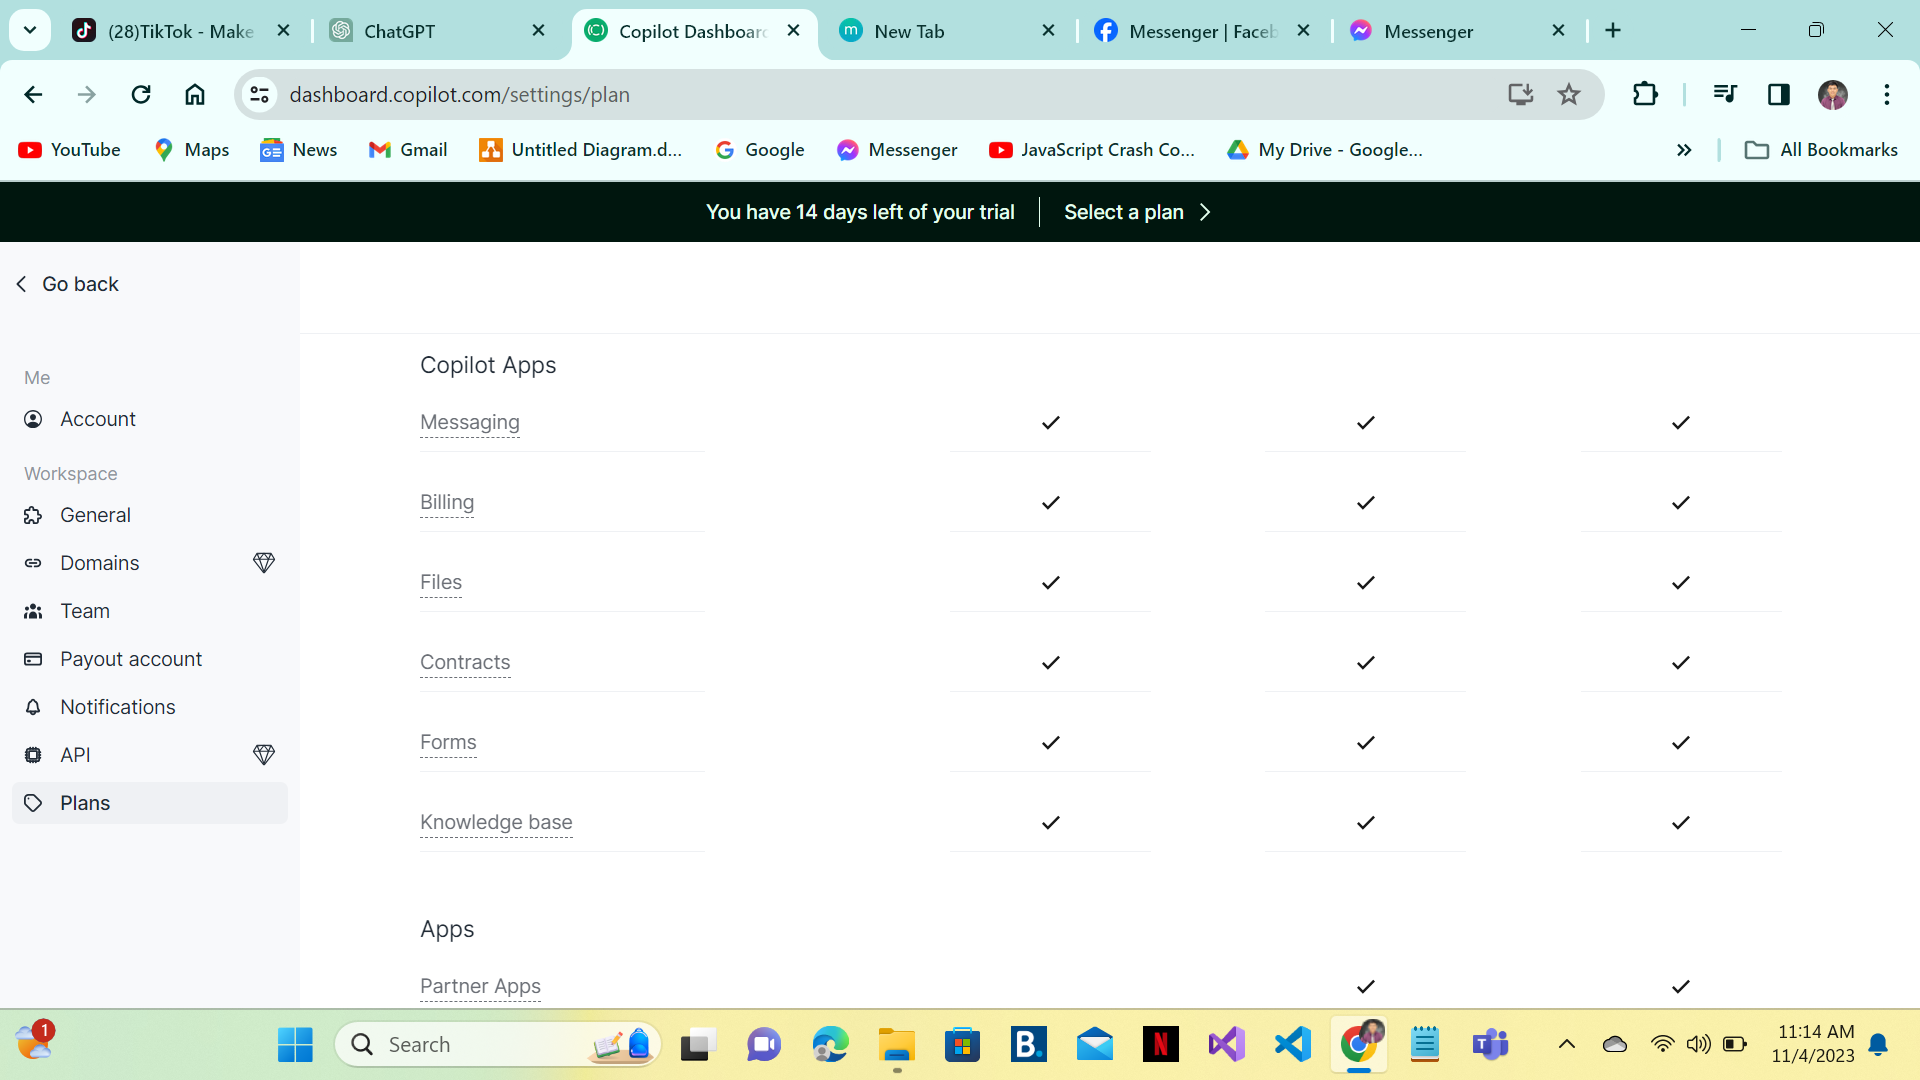 (28)TikTok - Make
ChatGPT
Copilot Dashboard
New Tab
m
Messenger | Faceb
Messenger
dashboard.copilot.com/settings/plan
YouTube
Maps
News
Gmail
Untitled Diagram.d...
Google
Messenger
JavaScript Crash Co...
My Drive - Google...
All Bookmarks
You have 14 days left of your trial
Select a plan
Go back
Me
Account
Workspace
General
Domains
Team
Payout account
Notifications
API
Plans
Copilot Apps
Messaging
Billing
Files
Contracts
Forms
Knowledge base
Apps
Partner Apps
1
Search
B.
N
T
11:14 AM
11/4/2023